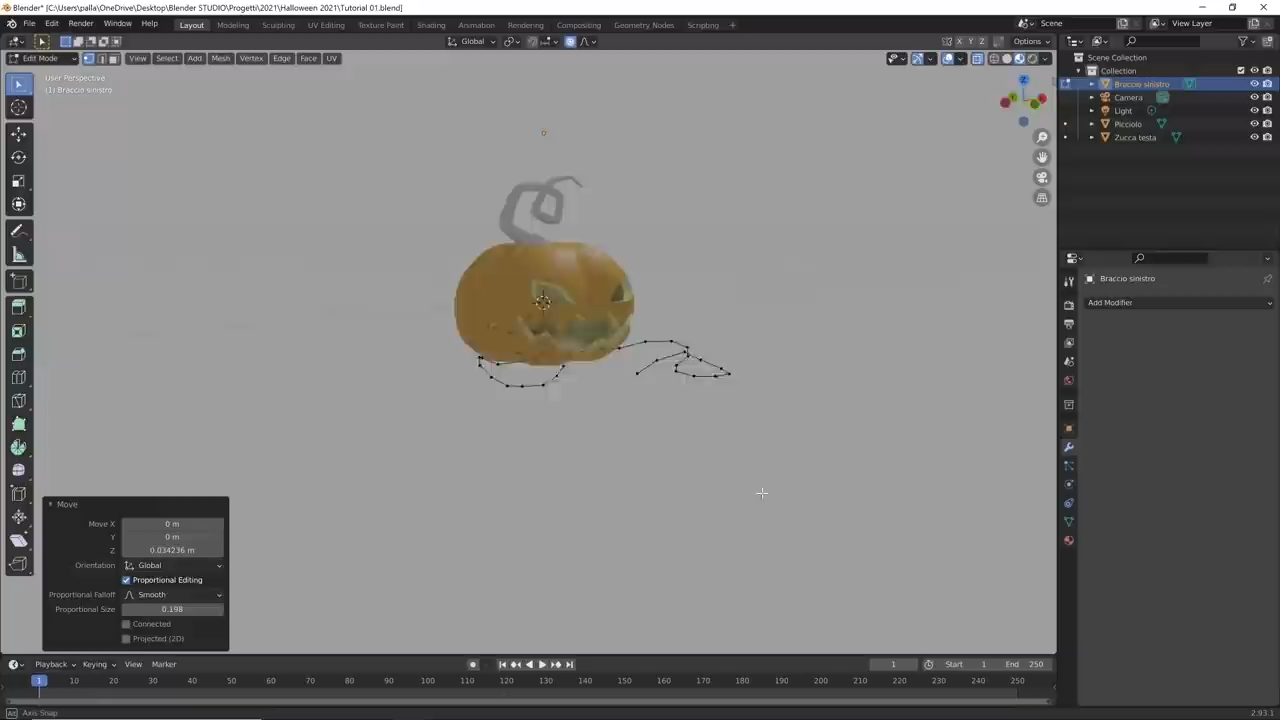 Blender* [C:\Users\palla\OneDrive\Desktop\Blender STUDIO\Progetti\2021\Halloween 2021\Tutorial 01.blend]
File Edit Render Window Help Layout Modeling Sculpting UV Editing Texture Paint Shading Animation Rendering Compositing Geometry Nodes Scripting + Scene View Layer
Global X Y Z Options
Edit Mode View Select Add Mesh Vertex Edge Face UV
User Perspective
(1) Braccio sinistro
Z
Scene Collection
Collection
Braccio sinistro
Camera
Light
Picciolo
Zucca testa
Braccio sinistro
Add Modifier
Move
Move X 0 m
Y 0 m
Z 0.034236 m
Orientation Global
Proportional Editing
Proportional Falloff Smooth
Proportional Size 0.198
Connected
Projected (2D)
Playback Keying View Marker 1 Start 1 End 250
1 10 20 30 40 50 60 70 80 90 100 110 120 130 140 150 160 170 180 190 200 210 220 230 240 250
Axis Snap 2.93.1